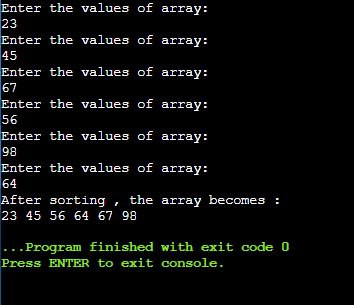 Enter the values of array:
23
Enter the values of array:
45
Enter the values of array:
67
Enter the values of array:
56
Enter the values of array:
98
Enter the values of array:
64
After sorting , the array becomes :
23 45 56 64 67 98
...Program finished with exit code 0
Press ENTER to exit console.